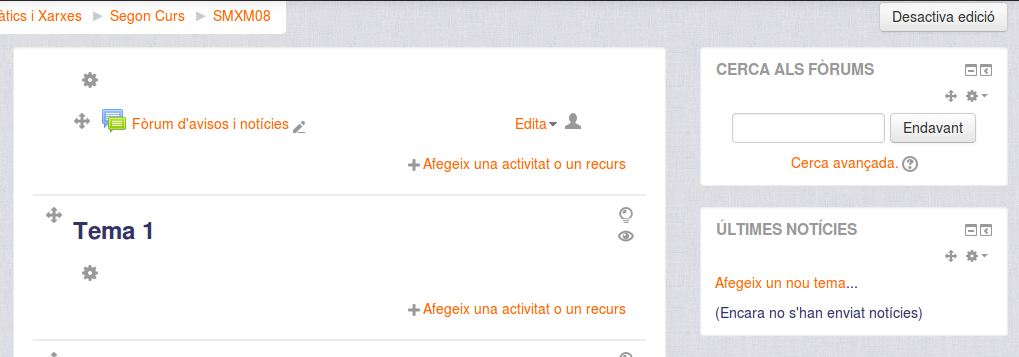 àtics i Xarxes ► Segon Curs ► SMXM08
Desactiva edició
Fòrum d'avisos i notícies
Edita
Afegeix una activitat o un recurs
Tema 1
Afegeix una activitat o un recurs
CERCA ALS FÒRUMS
Endavant
Cerca avançada.
ÚLTIMES NOTÍCIES
Afegeix un nou tema...
(Encara no s'han enviat notícies)